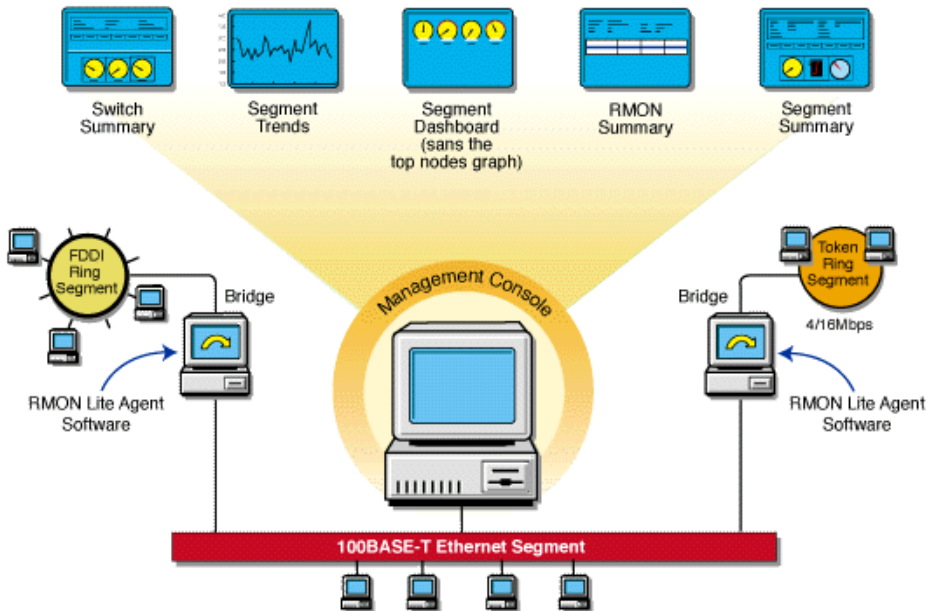 Switch
Summary
Segment
Trends
Segment
Dashboard
(sans the
top nodes graph)
RMON
Summary
Segment
Summary
FDDI
Ring
Segment
Bridge
RMON Lite Agent
Software
Management Console
Token
Ring
Segment
4/16Mbps
Bridge
RMON Lite Agent
Software
100BASE-T Ethernet Segment